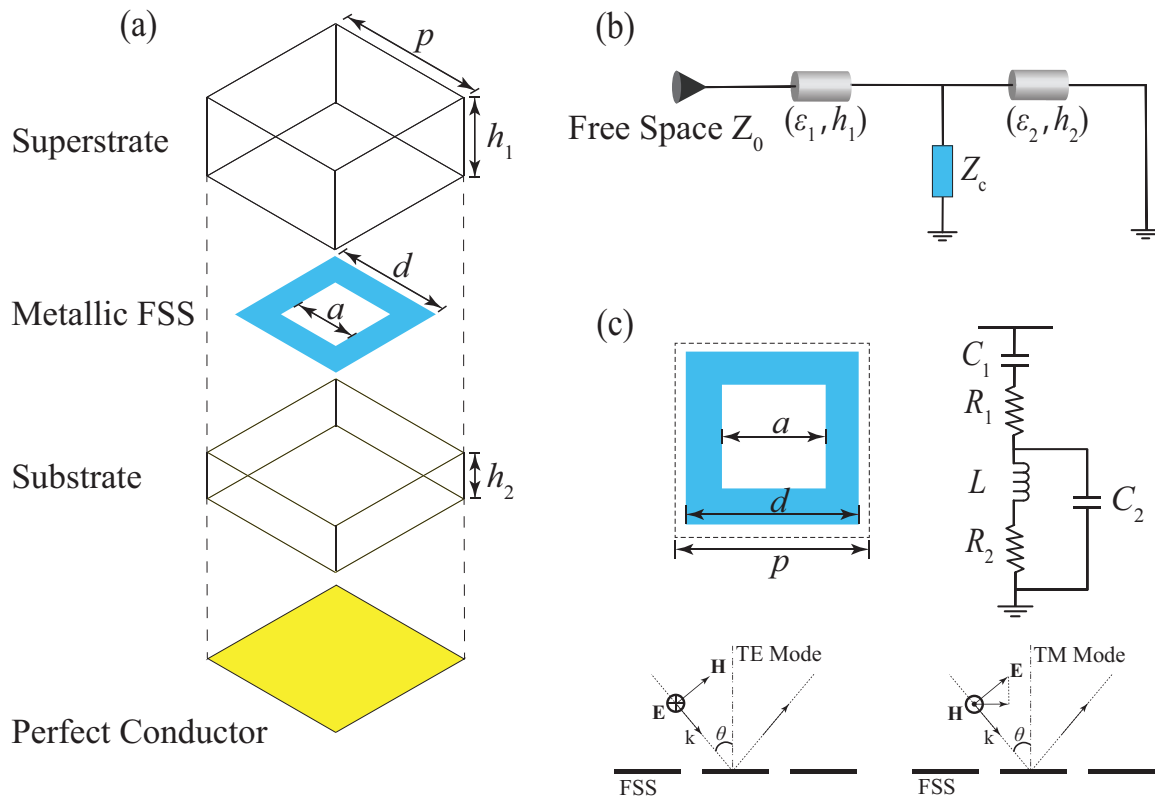 (a)
p
Superstrate
h₁
d
Metallic FSS
a
Substrate
h₂
Perfect Conductor
(b)
Free Space Z₀
(ε₁, h₁)
(ε₂, h₂)
Z_c
(c)
a
d
p
C₁
R₁
L
C₂
R₂
TE Mode
H
E
k
θ
FSS
TM Mode
E
H
k
θ
FSS